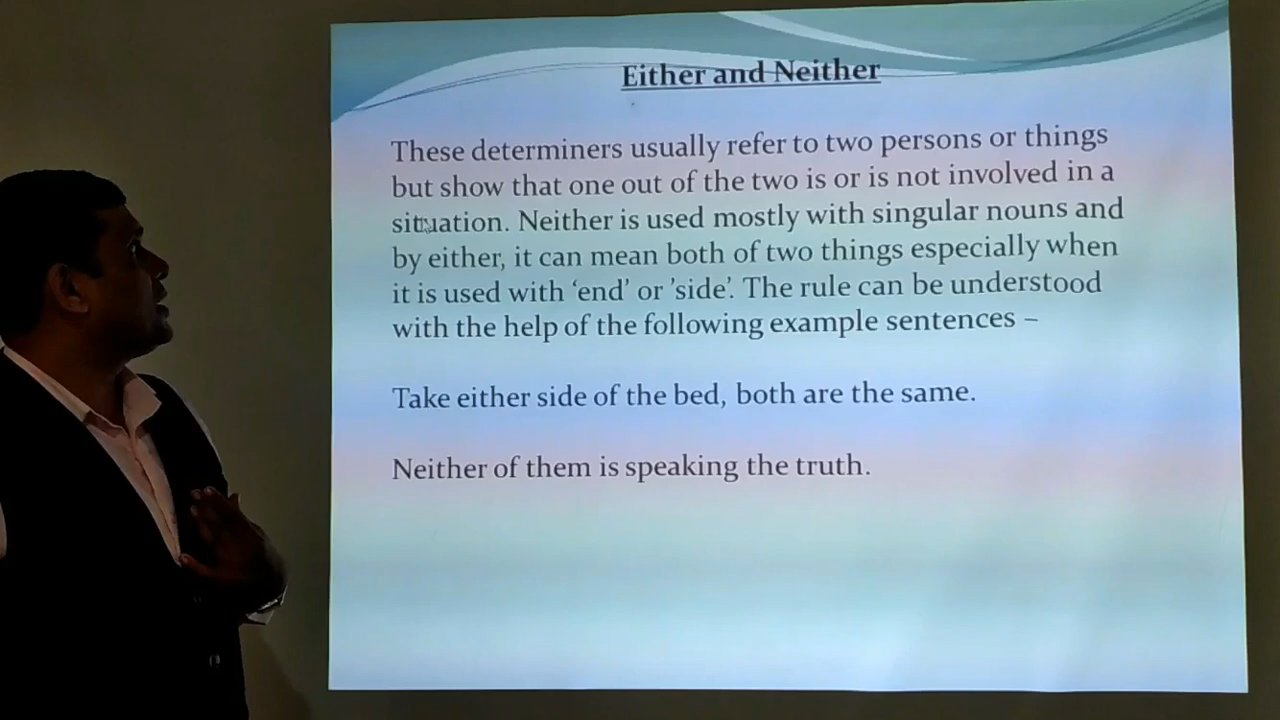 Either and Neither
These determiners usually refer to two persons or things
but show that one out of the two is or is not involved in a
situation. Neither is used mostly with singular nouns and
by either, it can mean both of two things especially when
it is used with ‘end’ or ’side’. The rule can be understood
with the help of the following example sentences –
Take either side of the bed, both are the same.
Neither of them is speaking the truth.